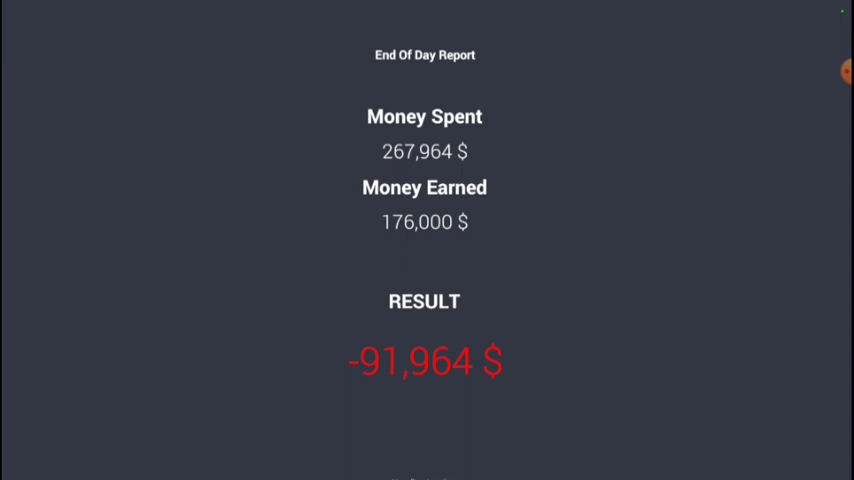 End Of Day Report
Money Spent
267,964 $
Money Earned
176,000 $
RESULT
-91,964 $